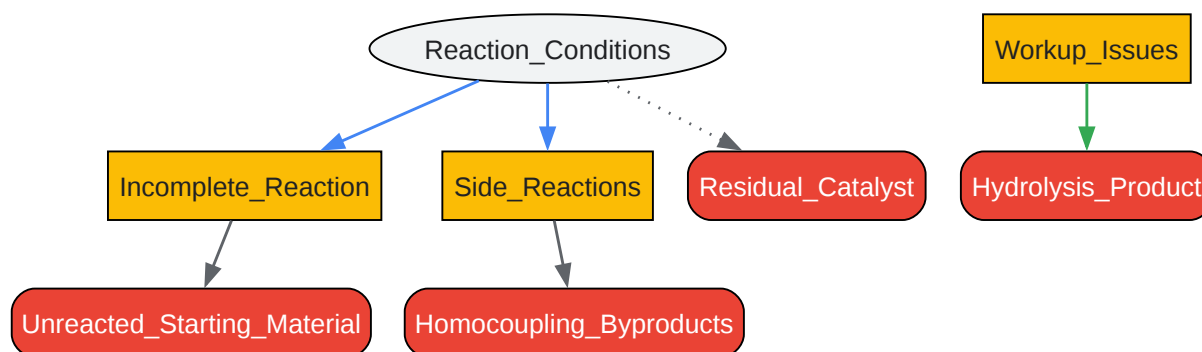 Reaction_Conditions
Workup_Issues
Incomplete_Reaction
Side_Reactions
Residual_Catalyst
Hydrolysis_Product
Unreacted_Starting_Material
Homocoupling_Byproducts